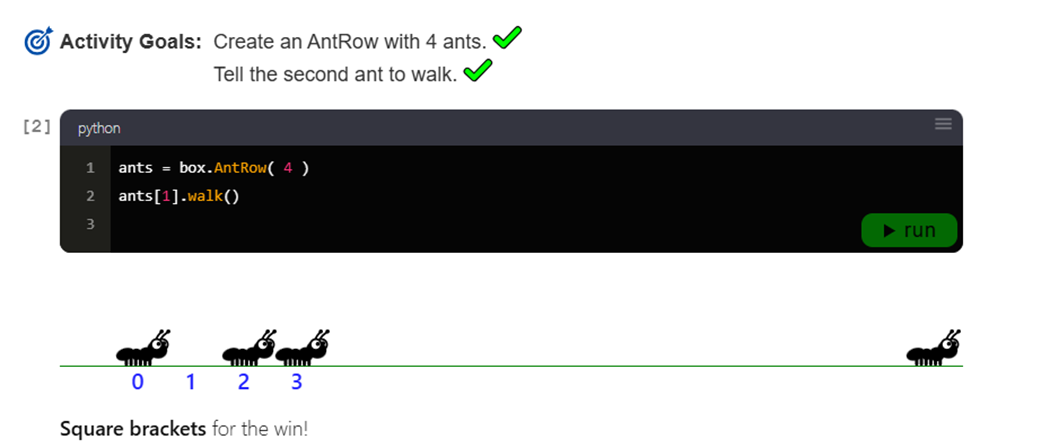 Activity Goals: Create an AntRow with 4 ants.
Tell the second ant to walk.
[2] python
1 ants = box.AntRow( 4 )
2 ants[1].walk()
3
run
0 1 2 3
Square brackets for the win!